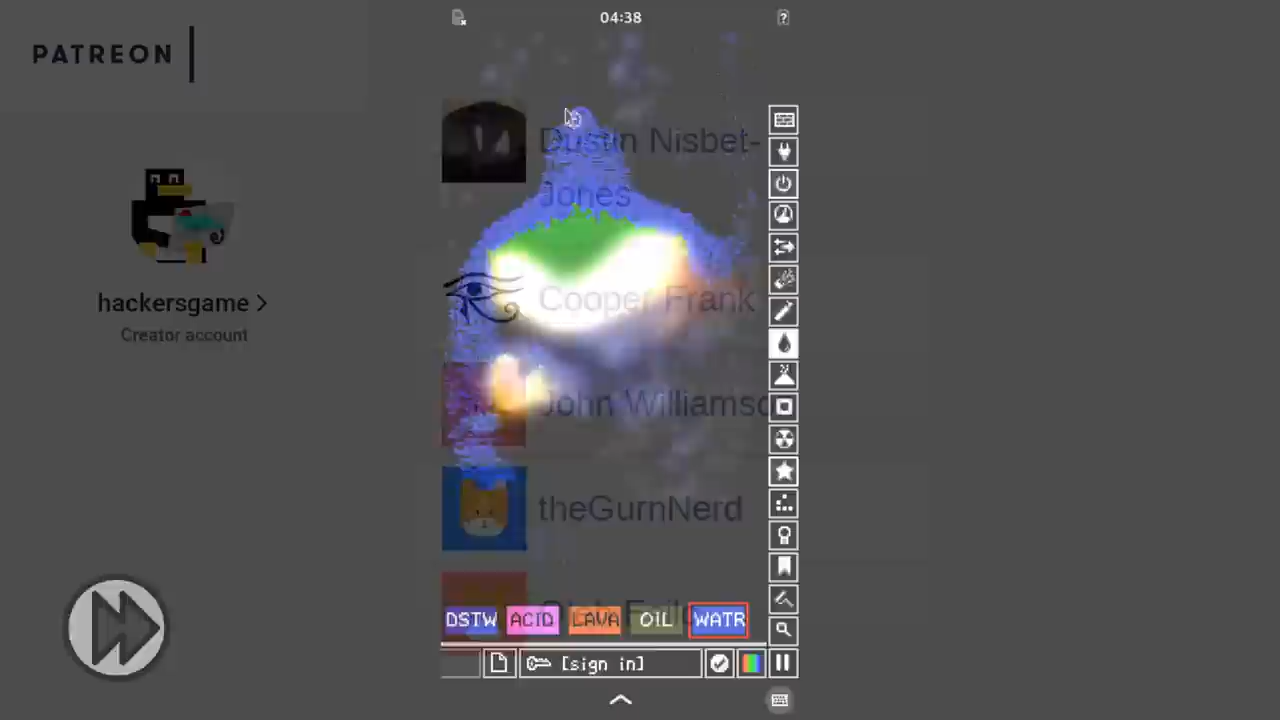 04:38
PATREON
Dustin Nisbet-
Jones
hackersgame >
Creator account
Cooper Frank
John Williamso
theGurnNerd
DSTW ACID LAVA OIL WATR
[sign in]